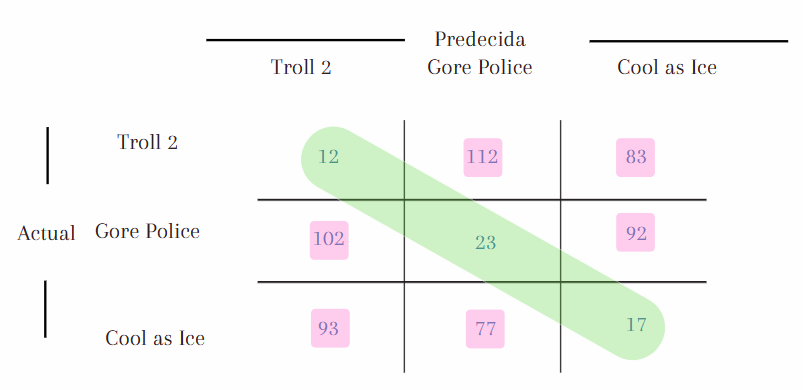 Predecida
Troll 2 Gore Police Cool as Ice
Troll 2 12 112 83
Actual Gore Police 102 23 92
Cool as Ice 93 77 17